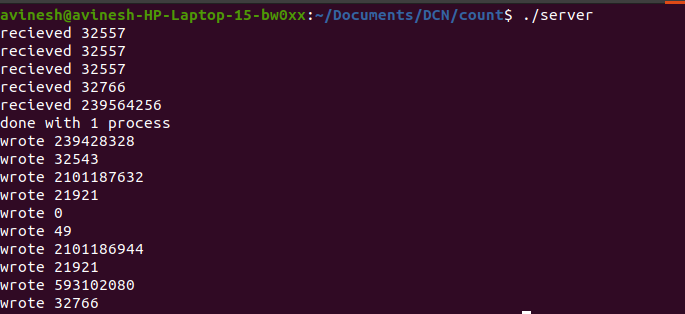 avinesh@avinesh-HP-Laptop-15-bw0xx:~/Documents/DCN/count$ ./server
recieved 32557
recieved 32557
recieved 32557
recieved 32766
recieved 239564256
done with 1 process
wrote 239428328
wrote 32543
wrote 2101187632
wrote 21921
wrote 0
wrote 49
wrote 2101186944
wrote 21921
wrote 593102080
wrote 32766